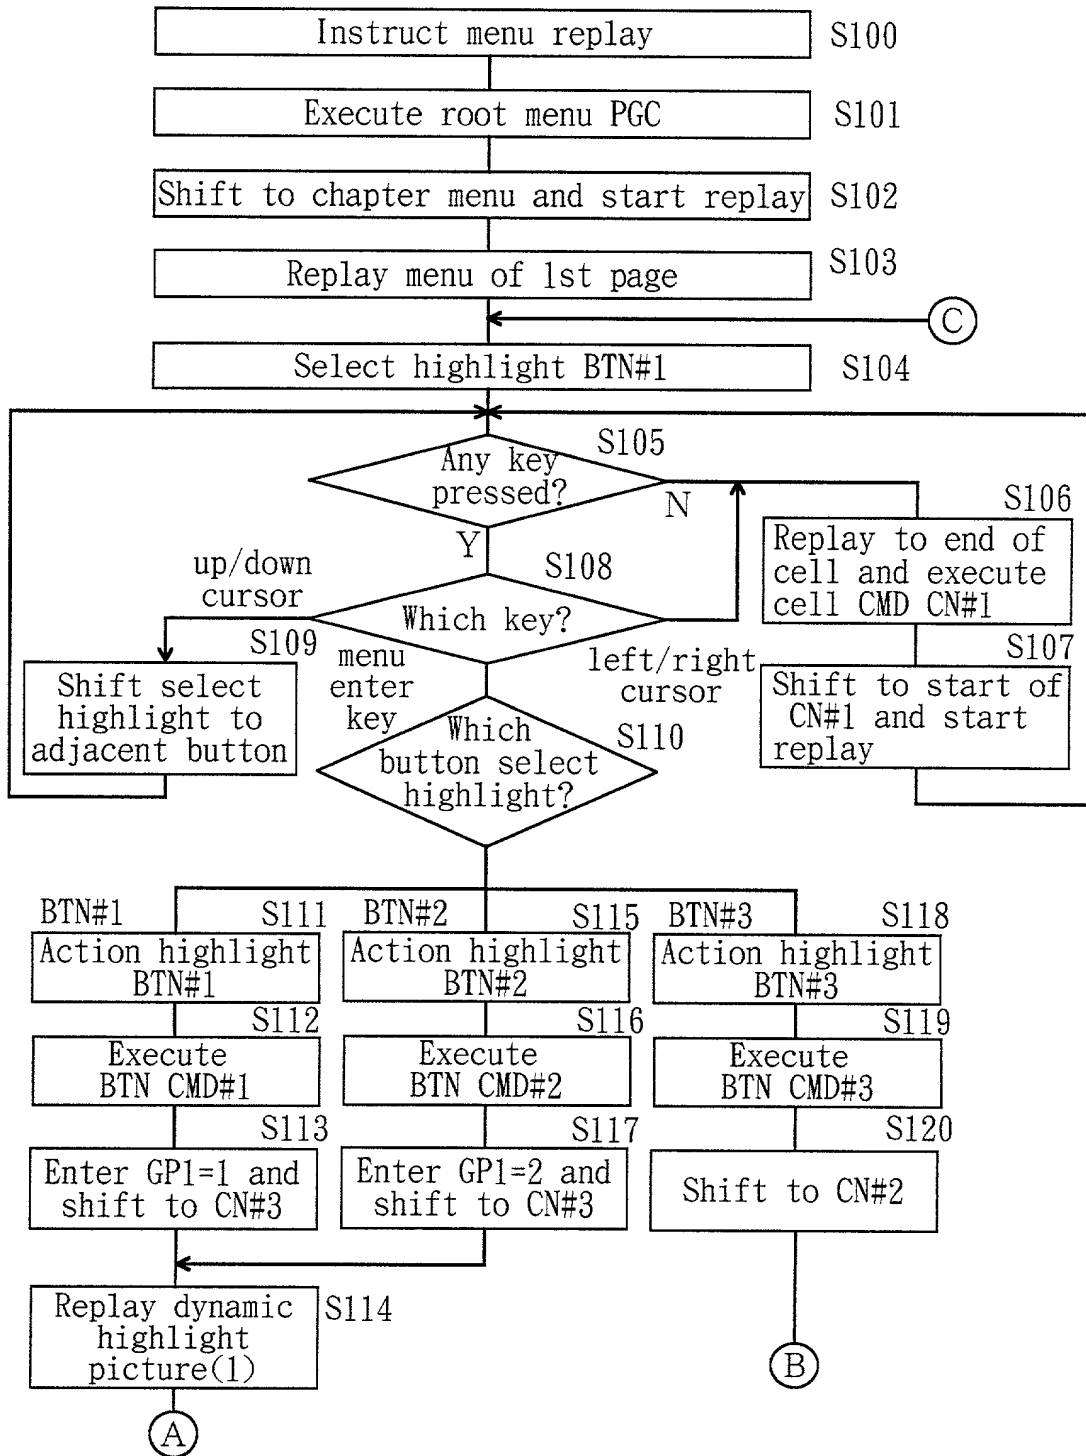 Instruct menu replay
S100
Execute root menu PGC
S101
Shift to chapter menu and start replay
S102
Replay menu of 1st page
S103
C
Select highlight BTN#1
S104
S105
Any key
pressed?
N
Y
S106
Replay to end of
cell and execute
cell CMD CN#1
up/down
cursor
S108
Which key?
S109
menu
enter
key
left/right
cursor
S107
Shift select
highlight to
adjacent button
Shift to start of
CN#1 and start
replay
S110
Which
button select
highlight?
BTN#1
S111
Action highlight
BTN#1
S112
Execute
BTN CMD#1
S113
Enter GP1=1 and
shift to CN#3
BTN#2
S115
Action highlight
BTN#2
S116
Execute
BTN CMD#2
S117
Enter GP1=2 and
shift to CN#3
BTN#3
S118
Action highlight
BTN#3
S119
Execute
BTN CMD#3
S120
Shift to CN#2
Replay dynamic
highlight
picture(1)
S114
B
A